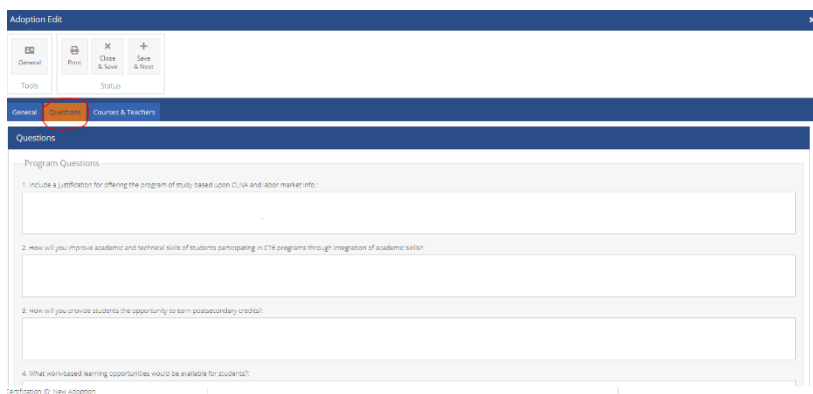 Adoption Edit
General
Print
Close & Save
Save & Next
Tools
Status
General
Questions
Courses & Teachers
Questions
Program Questions
1. Include a justification for offering the program of study based upon CLNA and labor market info.:
2. How will you improve academic and technical skills of students participating in CTE programs through integration of academic skills?:
3. How will you provide students the opportunity to earn postsecondary credits?:
4. What work-based learning opportunities would be available for students?:
Certification ID: New Adoption